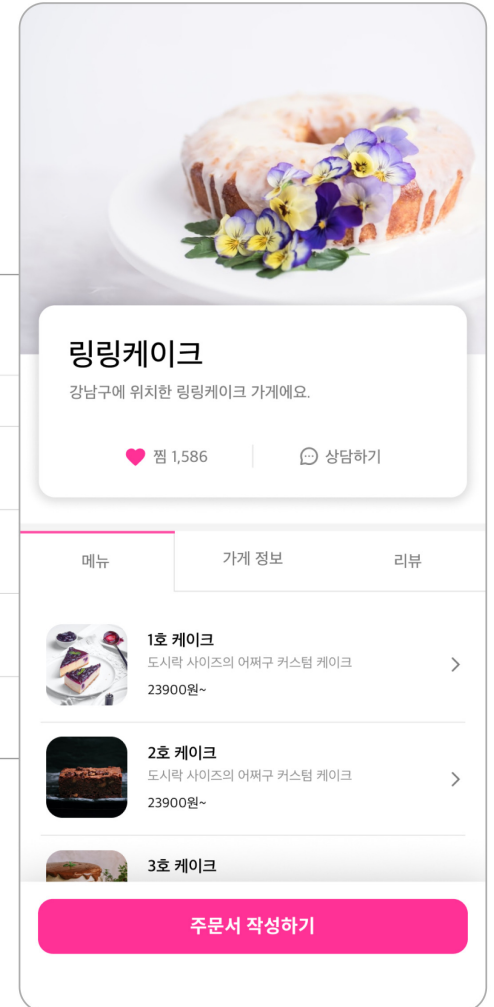 링링케이크
강남구에 위치한 링링케이크 가게에요.
찜 1,586 상담하기
메뉴 가게 정보 리뷰
1호 케이크
도시락 사이즈의 어쩌구 커스텀 케이크
23900원~
2호 케이크
도시락 사이즈의 어쩌구 커스텀 케이크
23900원~
3호 케이크
주문서 작성하기